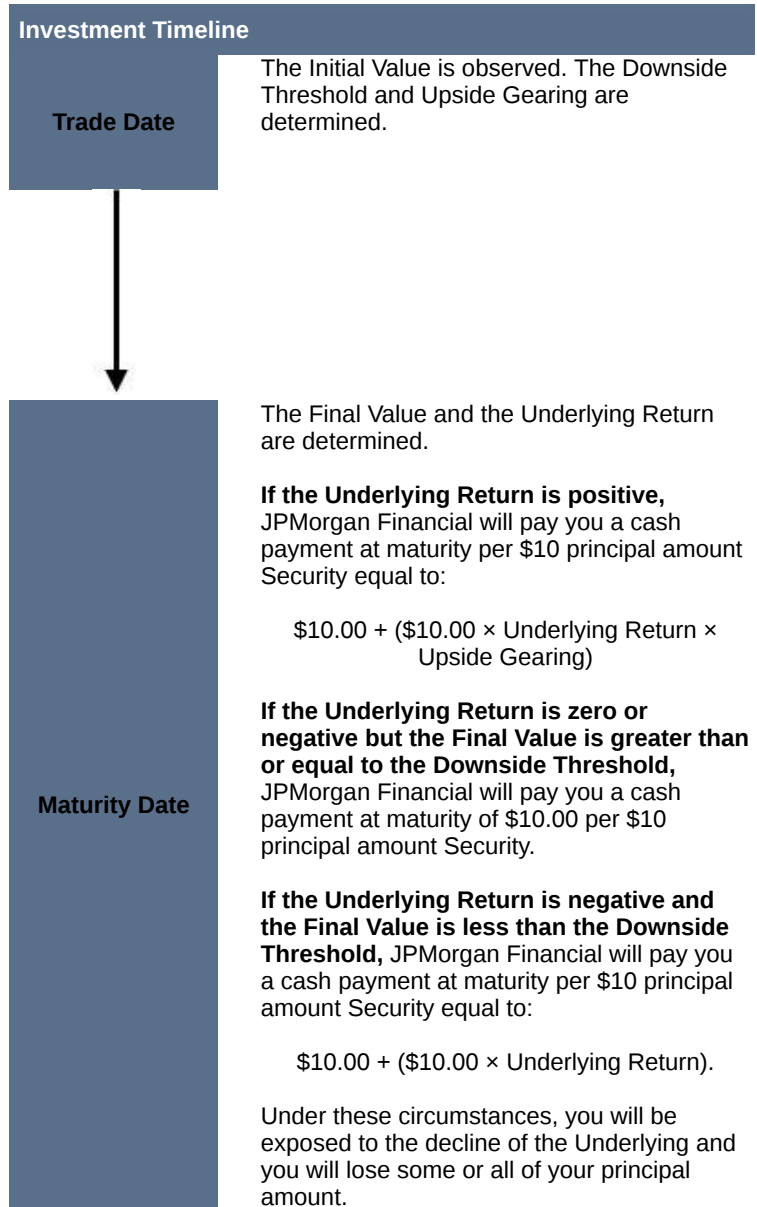 Investment Timeline
Trade Date
The Initial Value is observed. The Downside
Threshold and Upside Gearing are
determined.
Maturity Date
The Final Value and the Underlying Return
are determined.
If the Underlying Return is positive,
JPMorgan Financial will pay you a cash
payment at maturity per $10 principal amount
Security equal to:
$10.00 + ($10.00 × Underlying Return ×
Upside Gearing)
If the Underlying Return is zero or
negative but the Final Value is greater than
or equal to the Downside Threshold,
JPMorgan Financial will pay you a cash
payment at maturity of $10.00 per $10
principal amount Security.
If the Underlying Return is negative and
the Final Value is less than the Downside
Threshold, JPMorgan Financial will pay you
a cash payment at maturity per $10 principal
amount Security equal to:
$10.00 + ($10.00 × Underlying Return).
Under these circumstances, you will be
exposed to the decline of the Underlying and
you will lose some or all of your principal
amount.